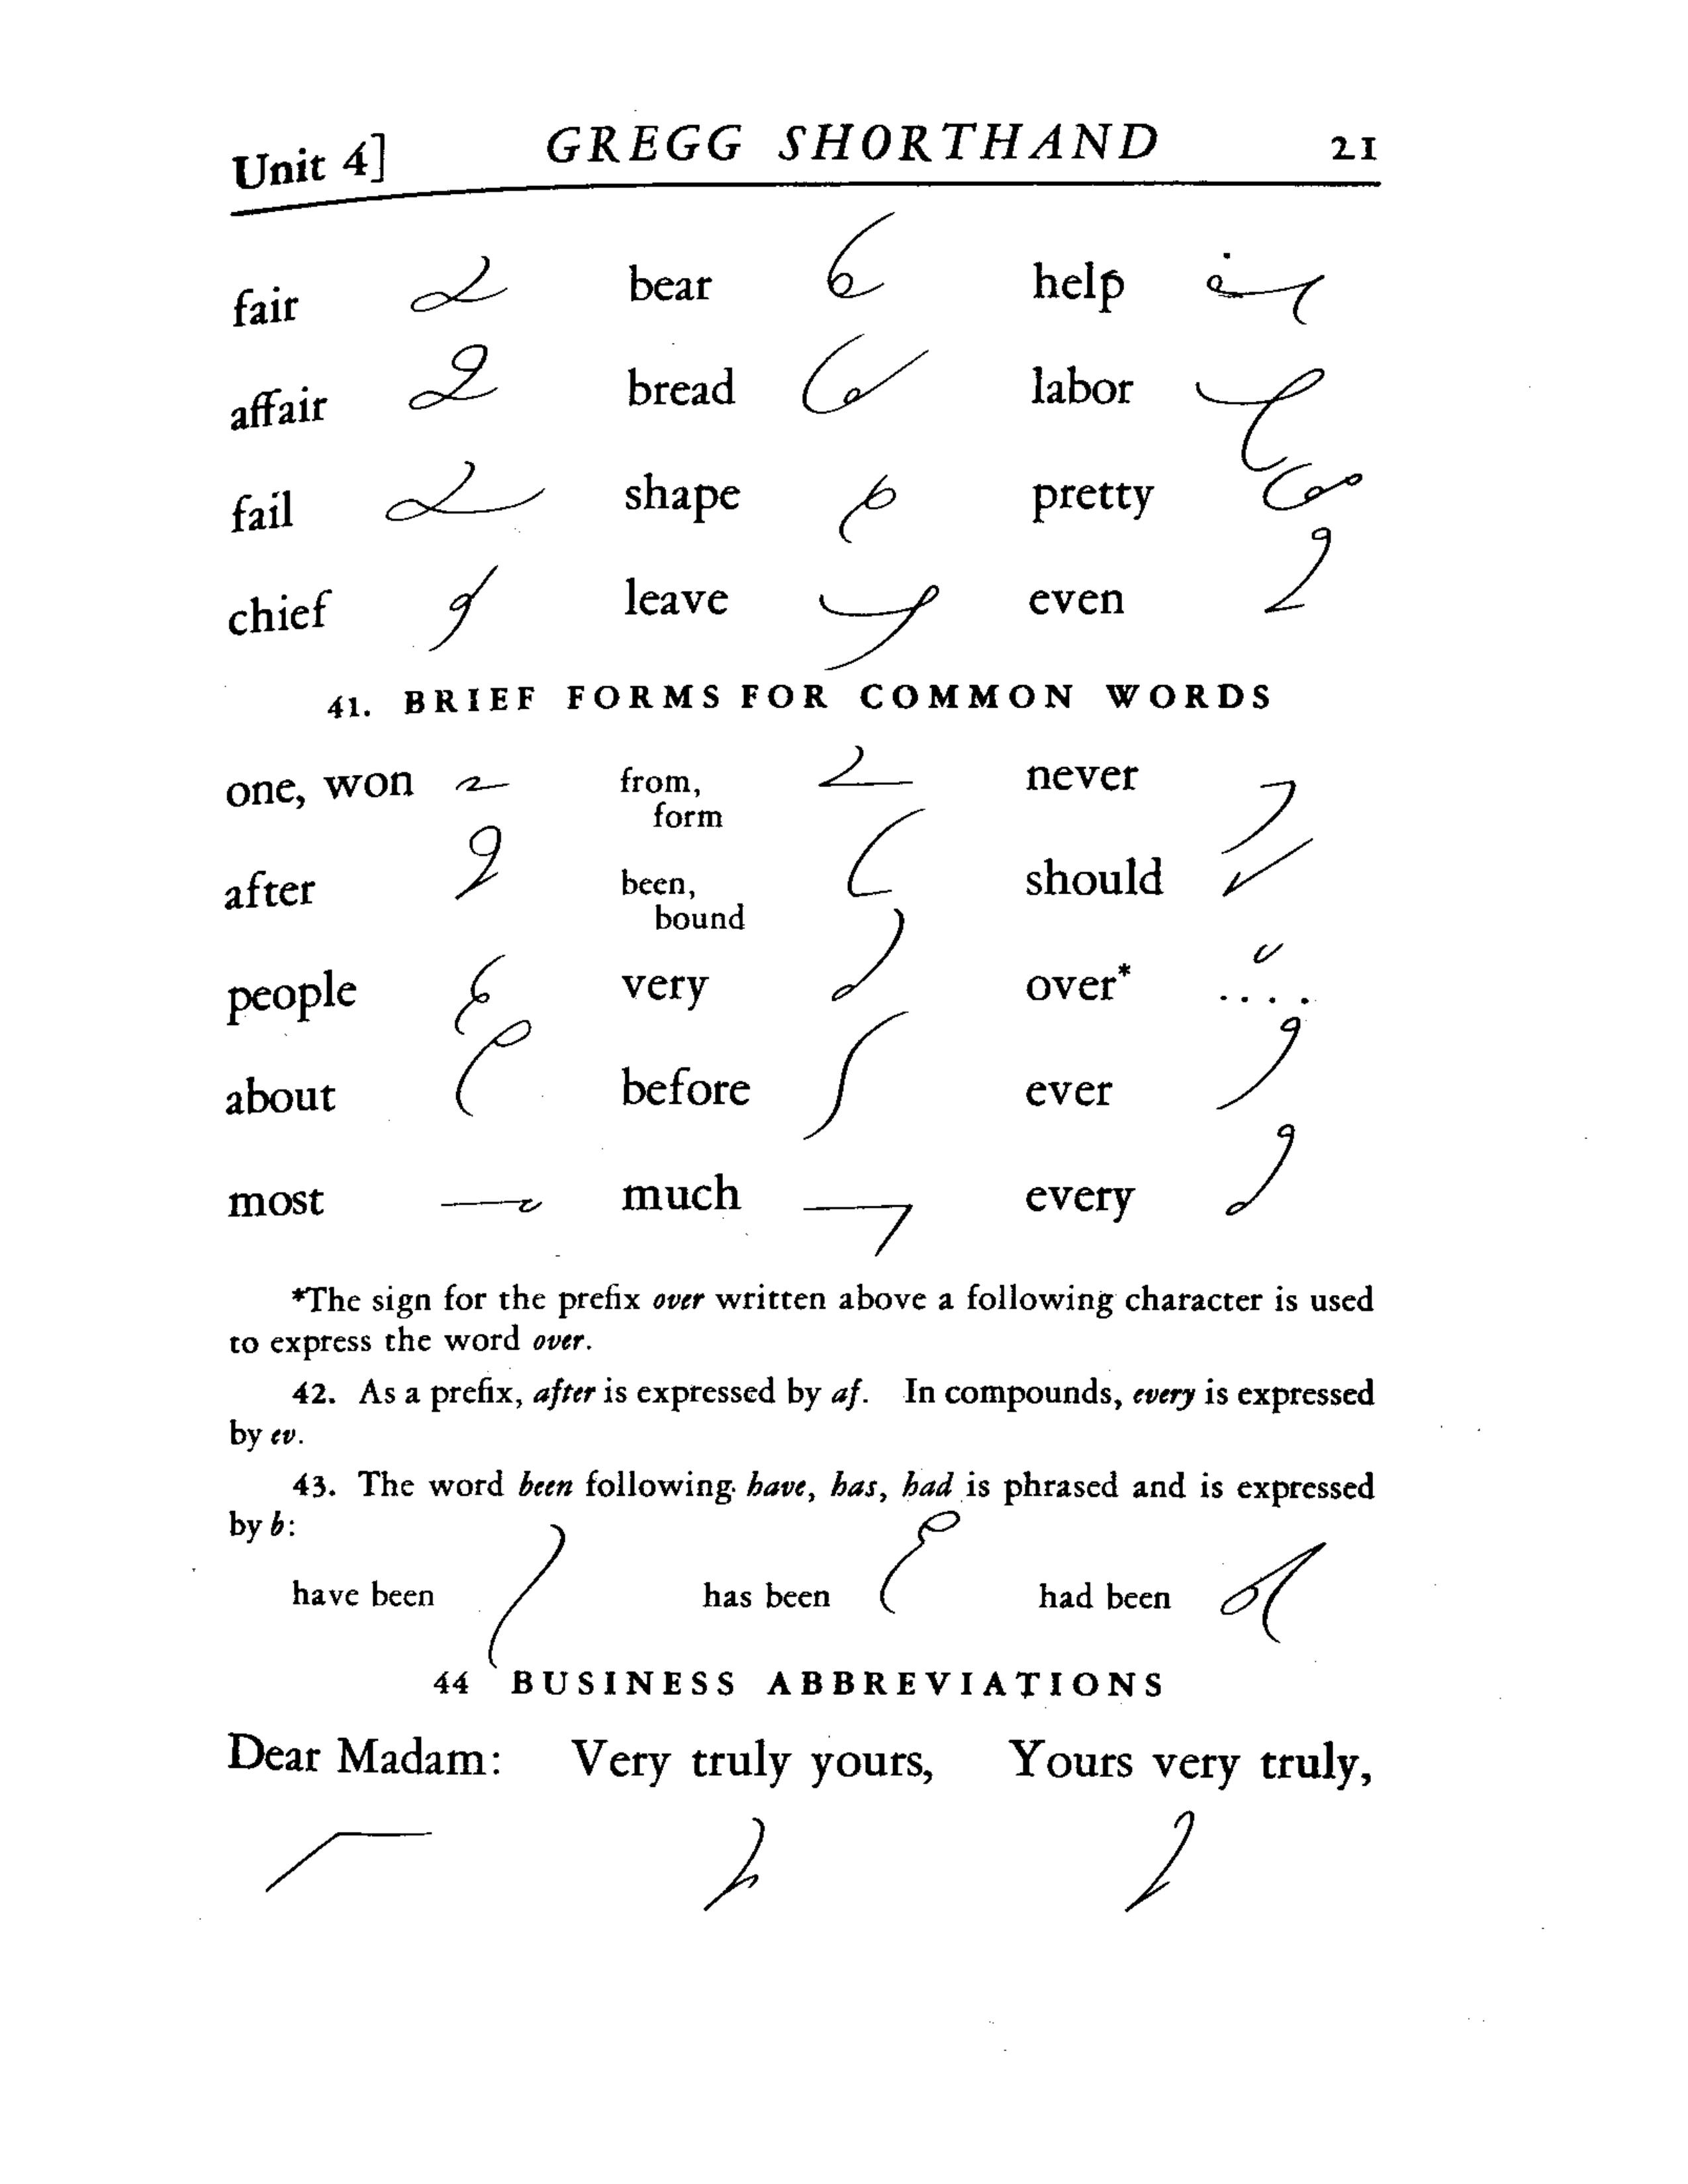 Unit 4] GREGG SHORTHAND 21
fair bear help
affair bread labor
fail shape pretty
chief leave even
41. BRIEF FORMS FOR COMMON WORDS
one, won from, never
form
after been, should
bound
people very over*
about before ever
most much every
*The sign for the prefix over written above a following character is used
to express the word over.
42. As a prefix, after is expressed by af. In compounds, every is expressed
by ev.
43. The word been following have, has, had is phrased and is expressed
by b:
have been has been had been
44 BUSINESS ABBREVIATIONS
Dear Madam: Very truly yours, Yours very truly,